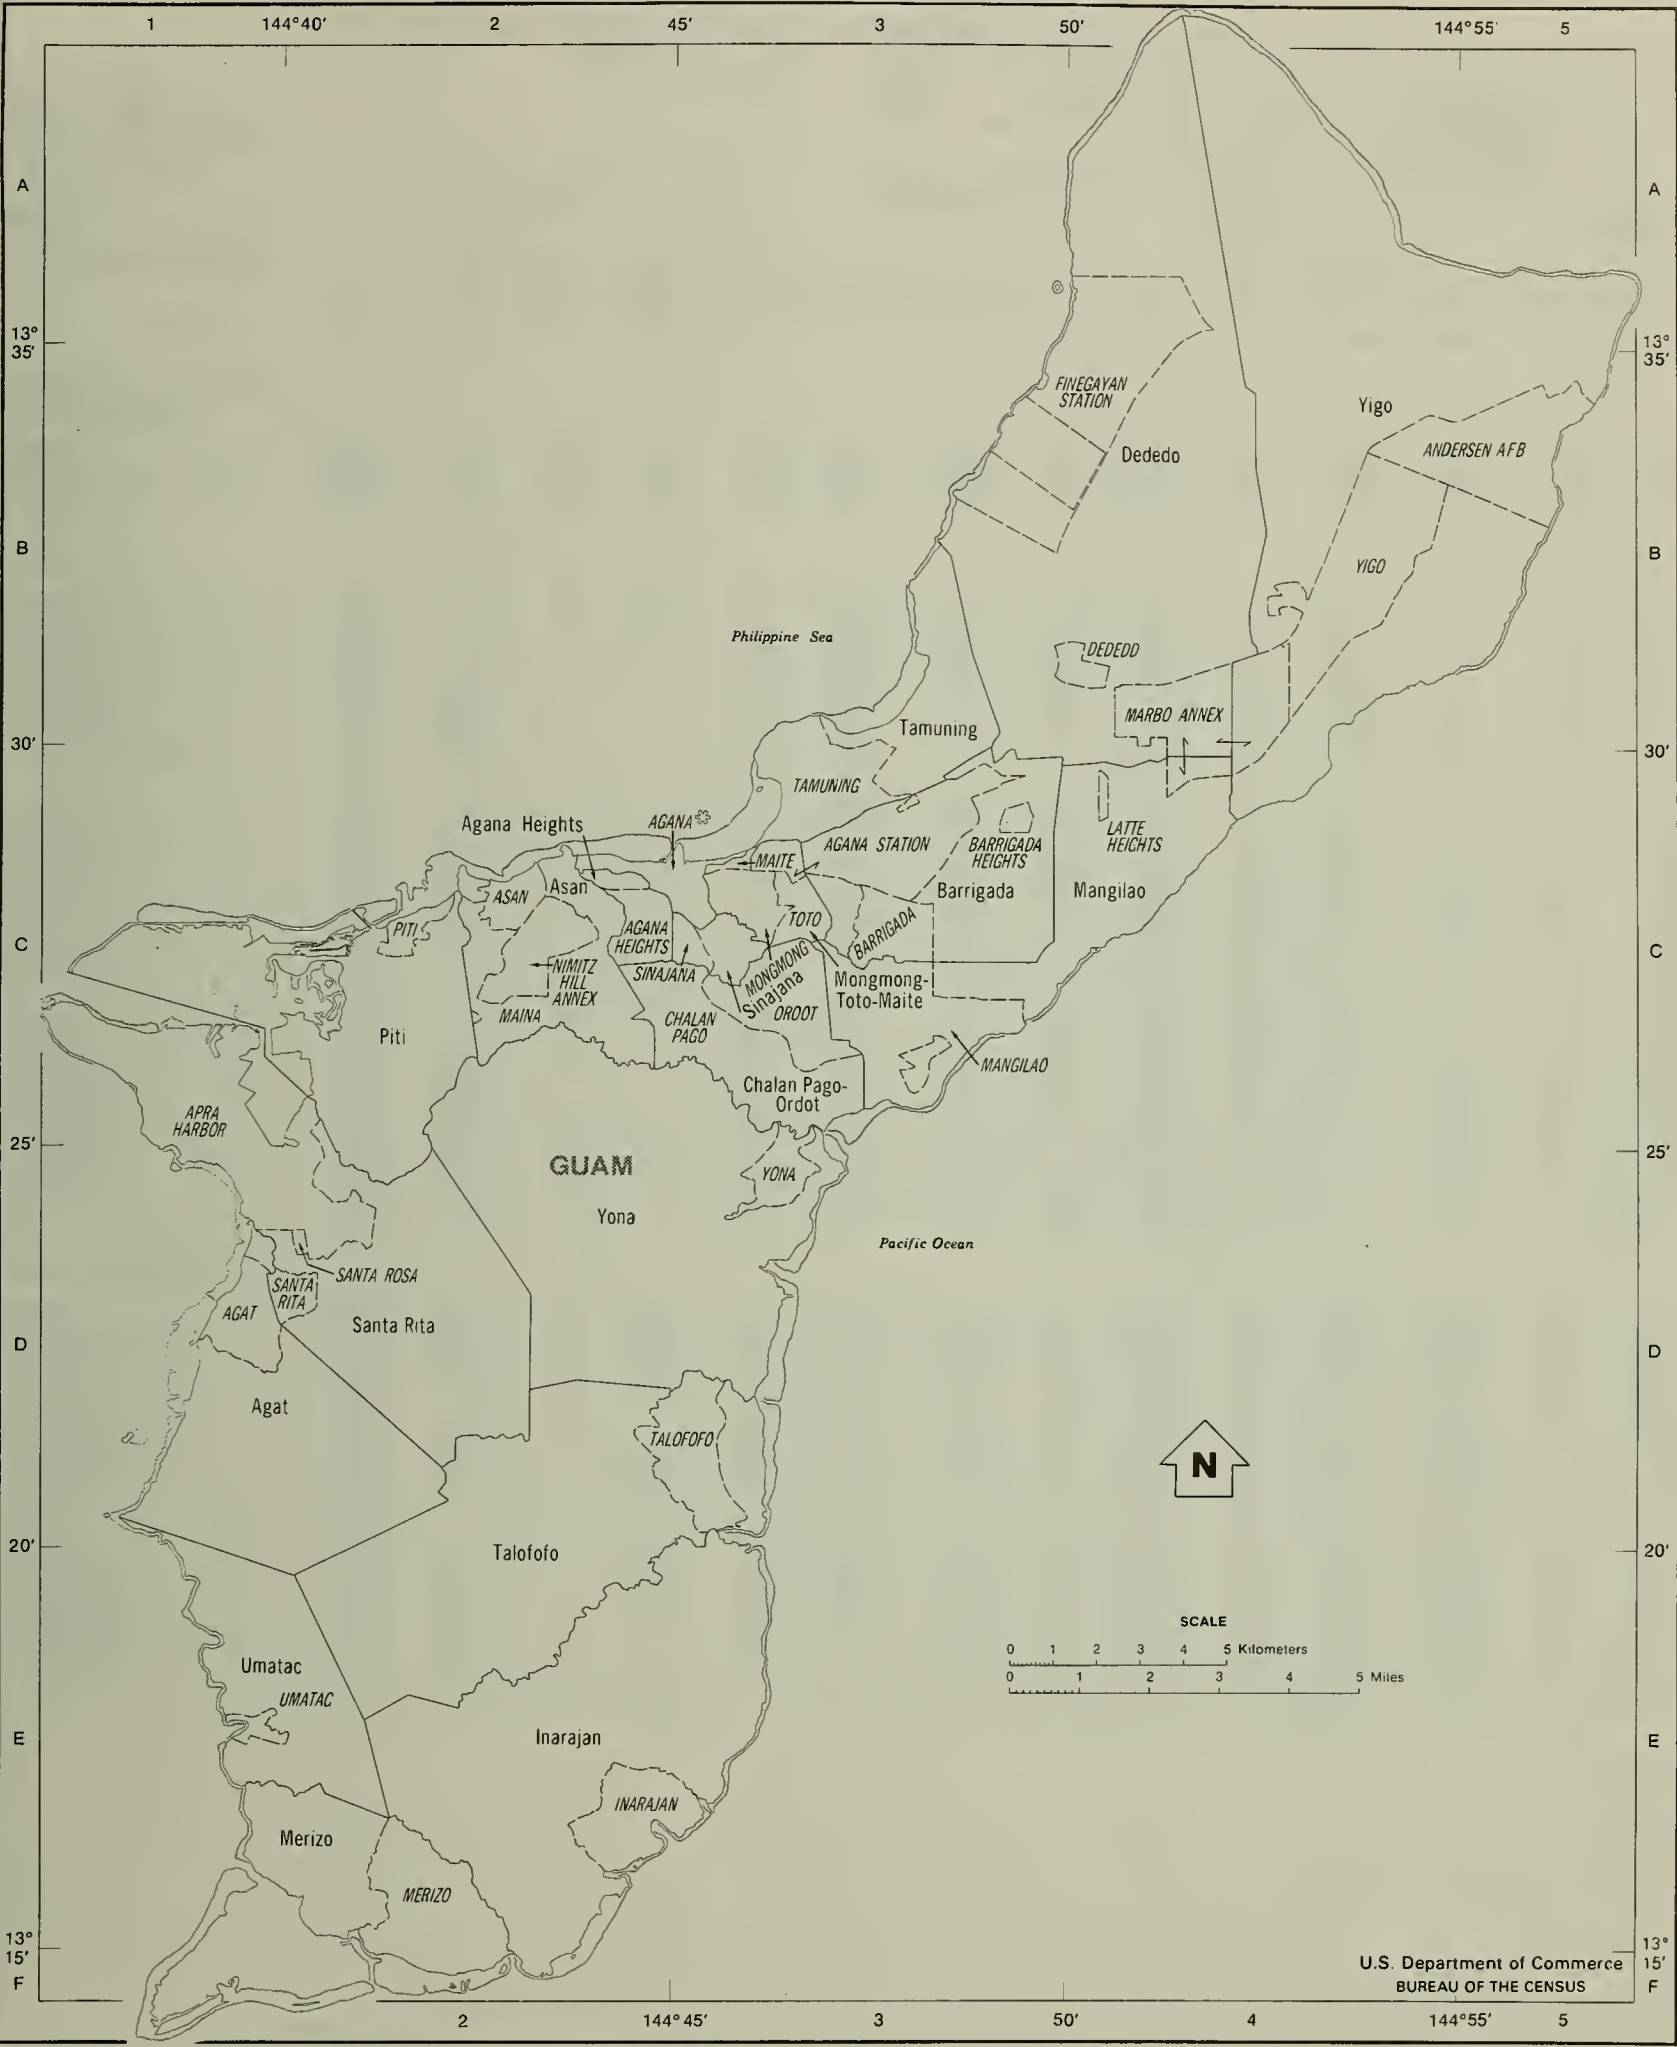 1 144°40' 2 45' 3 50' 144°55' 5
A A
13°
35'
13°
35'
FINEGAYAN
STATION
Yigo
ANDERSEN AFB
Dededo
B B
YIGO
Philippine Sea
DEDEDD
MARBO ANNEX
Tamuning
30' 30'
TAMUNING
Agana Heights
AGANA
LATTE
HEIGHTS
AGANA STATION
BARRIGADA
HEIGHTS
MAITE
Asan
ASAN
Barrigada
Mangilao
TOTO
PITI
AGANA
HEIGHTS
BARRIGADA
C C
NIMITZ
HILL
ANNEX
SINAJANA
MONGMONG
Sinajana
Mongmong-
Toto-Maite
MAINA
CHALAN
PAGO
OROOT
Piti
MANGILAO
Chalan Pago-
Ordot
APRA
HARBOR
25' 25'
GUAM
YONA
Yona
Pacific Ocean
SANTA ROSA
SANTA
RITA
AGAT
Santa Rita
D D
Agat
TALOFOFO
N
20' 20'
Talofofo
SCALE
0 1 2 3 4 5 Kilometers
0 1 2 3 4 5 Miles
Umatac
UMATAC
E E
Inarajan
INARAJAN
Merizo
MERIZO
13°
15'
13°
15'
U.S. Department of Commerce
BUREAU OF THE CENSUS
F F
2 144°45' 3 50' 4 144°55' 5